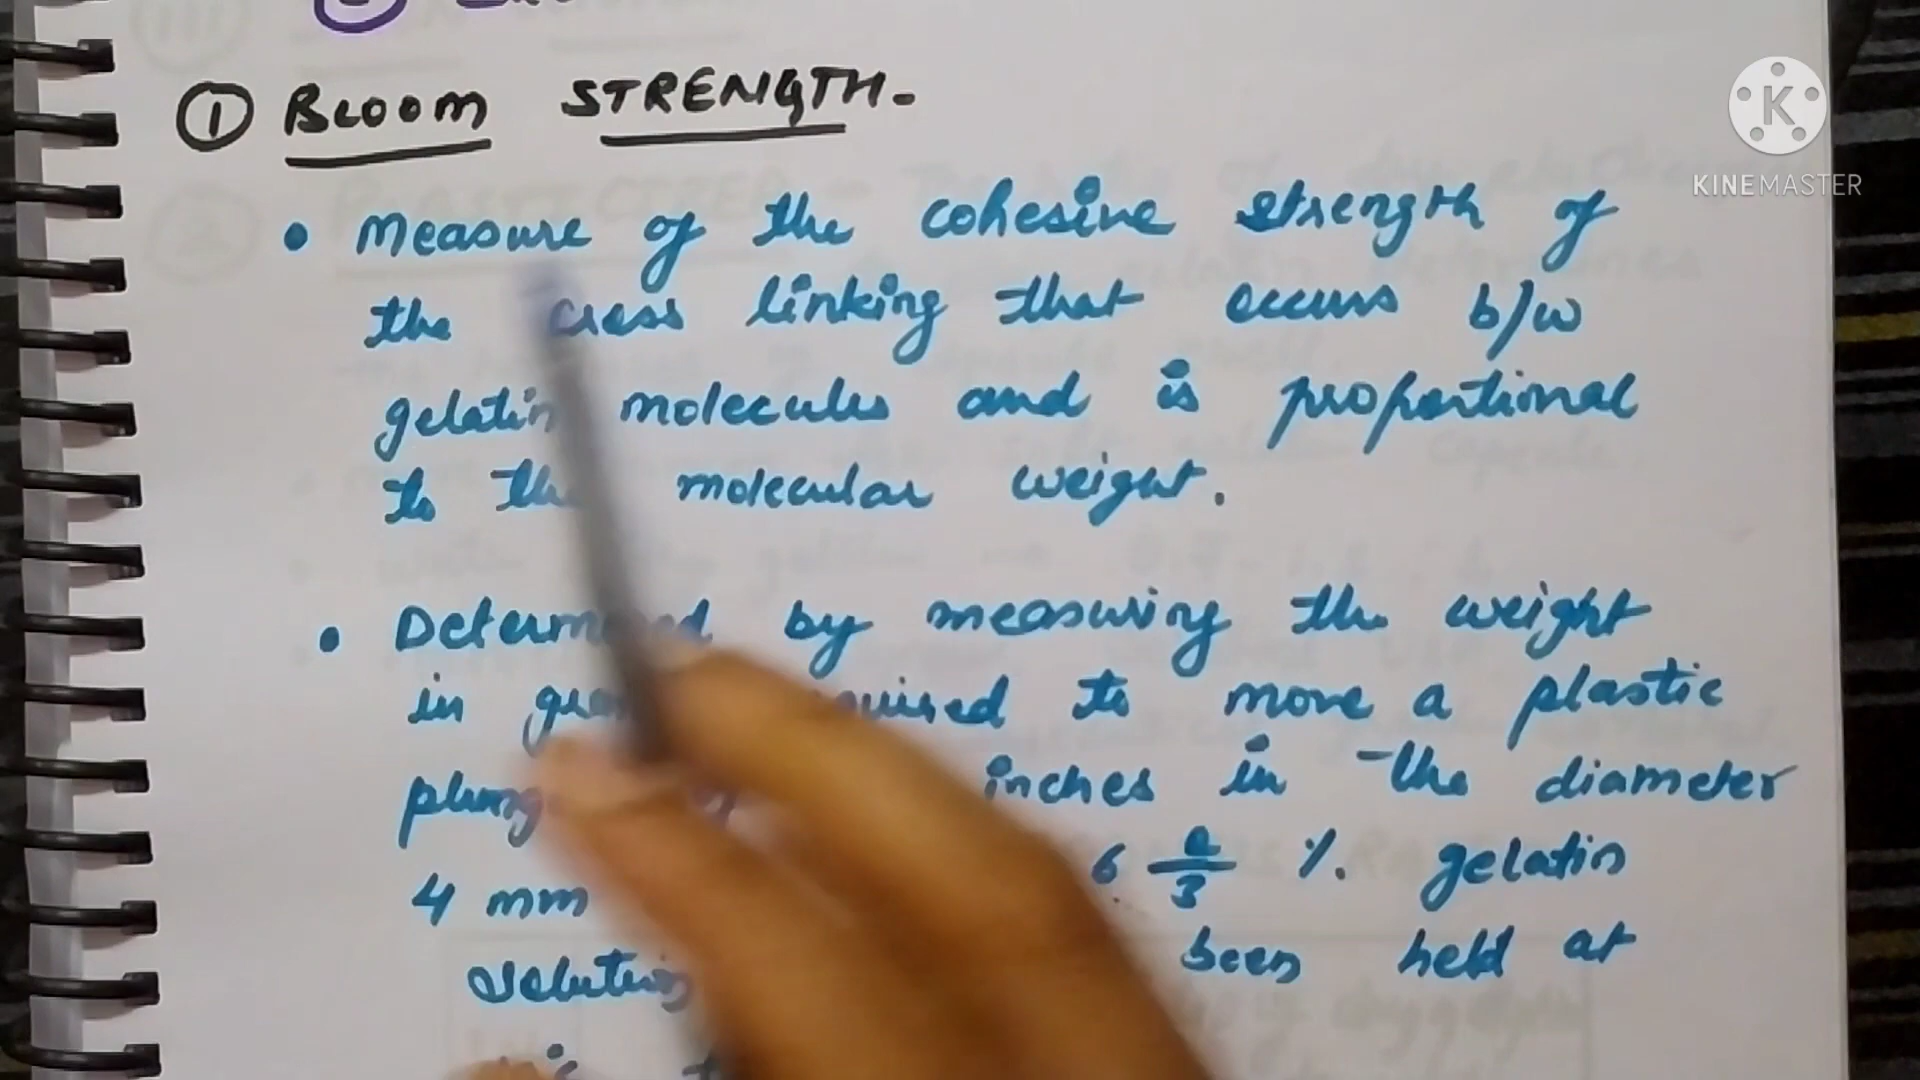 ① BLOOM STRENGTH.
KINEMASTER
• Measure of the cohesive strength of
the cross linking that occurs b/w
gelatin molecules and is proportional
to the molecular weight.
• Determined by measuring the weight
in required to move a plastic
inches in the diameter
4 mm 6 2/3 %. gelatin
solution been held at